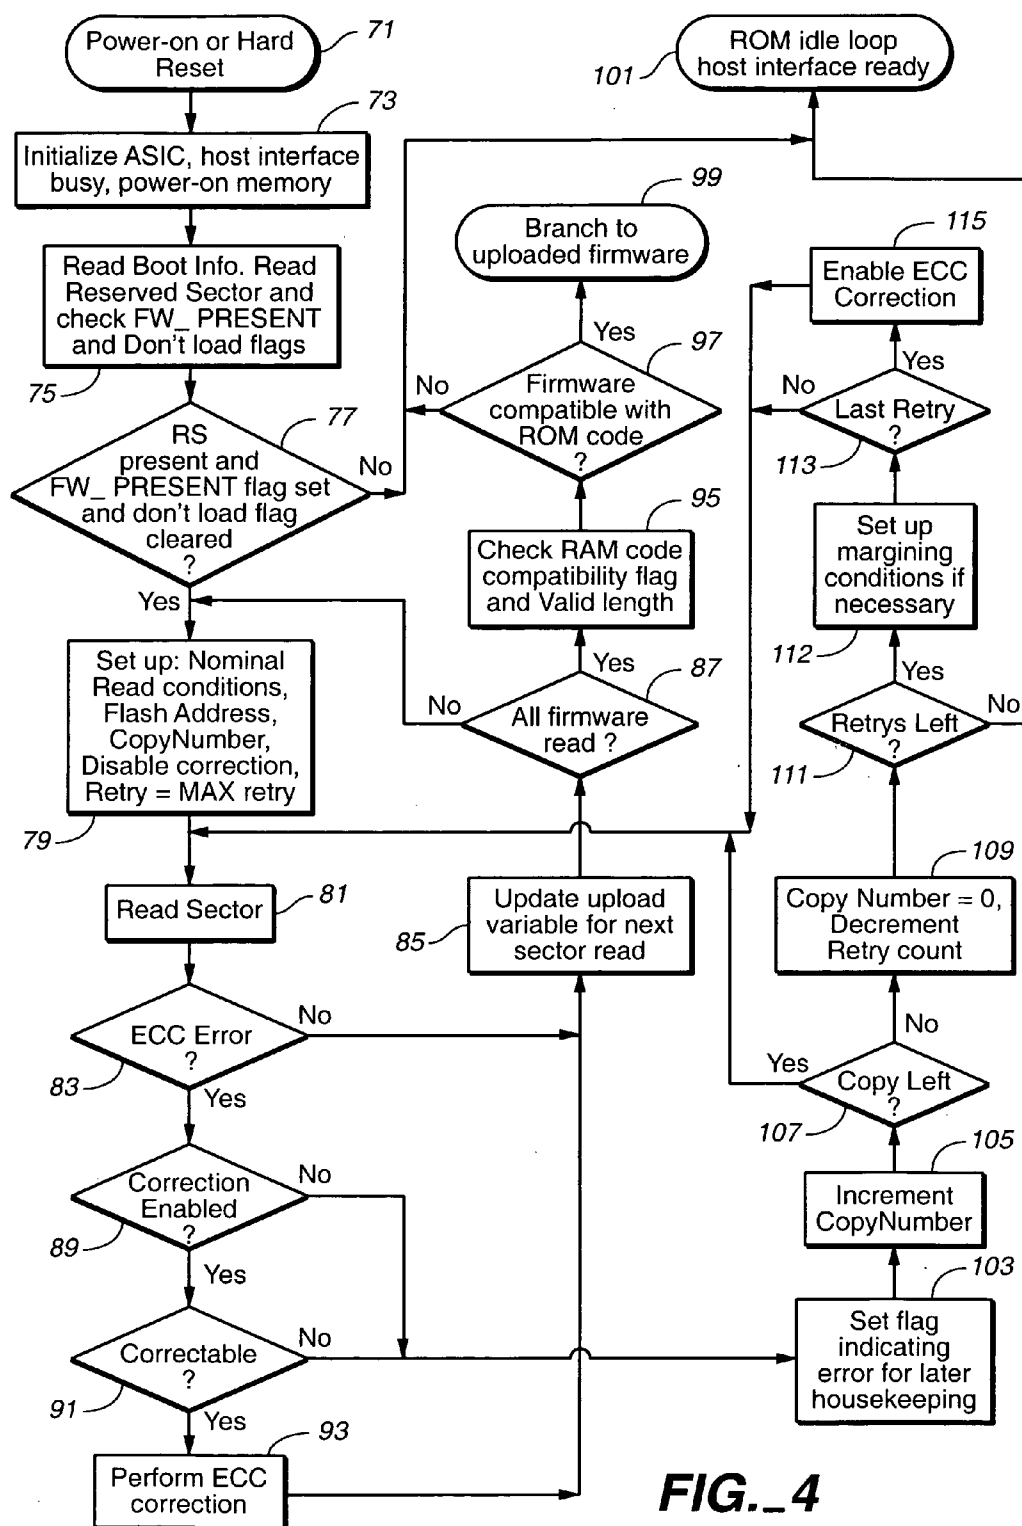 Power-on or Hard
Reset
71
ROM idle loop
host interface ready
101
73
Initialize ASIC, host interface
busy, power-on memory
99
Branch to
uploaded firmware
115
Enable ECC
Correction
Read Boot Info. Read
Reserved Sector and
check FW_ PRESENT
and Don't load flags
75
Yes
97
No
Firmware
compatible with
ROM code
?
Yes
No
Last Retry
?
113
77
RS
present and
FW_ PRESENT flag set
and don't load flag
cleared
?
No
Yes
95
Check RAM code
compatibility flag
and Valid length
Set up
margining
conditions if
necessary
112
Set up: Nominal
Read conditions,
Flash Address,
CopyNumber,
Disable correction,
Retry = MAX retry
79
Yes
87
No
All firmware
read ?
Yes
Retrys Left
?
No
111
81
Read Sector
Update upload
variable for next
sector read
85
109
Copy Number = 0,
Decrement
Retry count
ECC Error
?
No
83
Yes
No
Yes
Copy Left
?
107
Correction
Enabled
?
No
89
Yes
105
Increment
CopyNumber
103
Set flag
indicating
error for later
housekeeping
Correctable
?
No
91
Yes
93
Perform ECC
correction
FIG._4